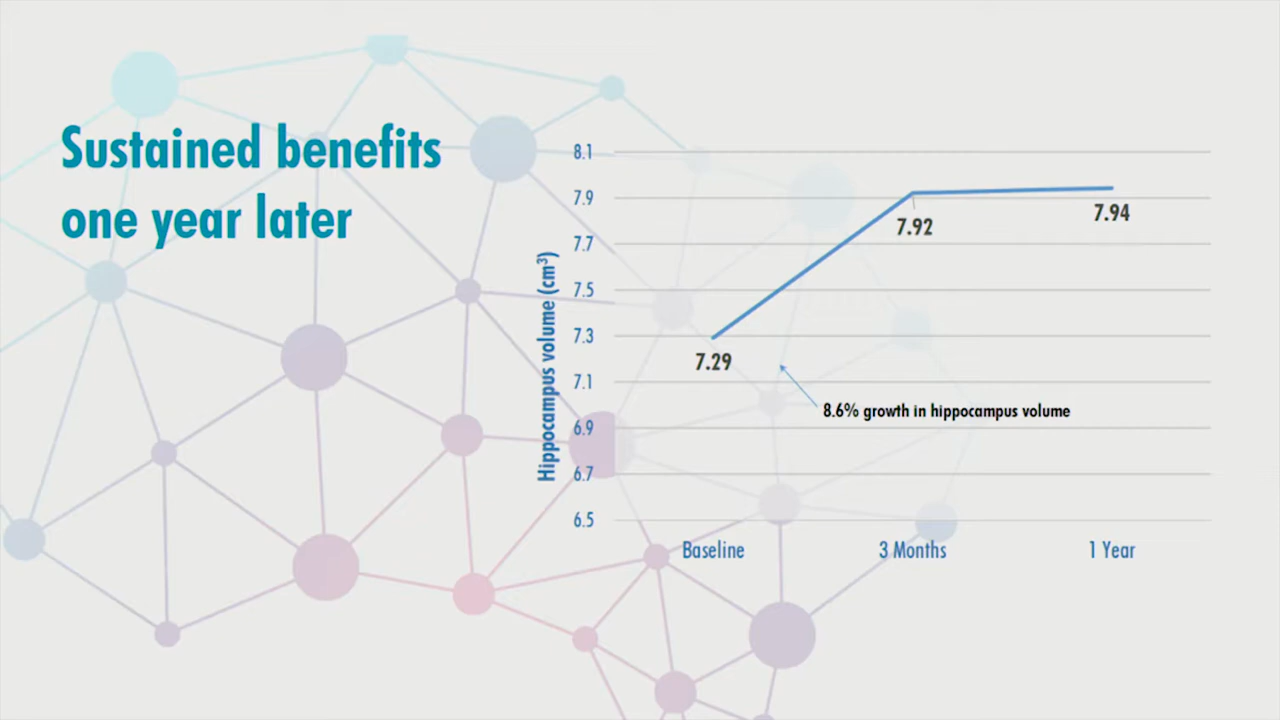 Sustained benefits
one year later
Hippocampus volume (cm³)
8.1
7.9
7.7
7.5
7.3
7.1
6.9
6.7
6.5
7.29
7.92
7.94
8.6% growth in hippocampus volume
Baseline
3 Months
1 Year